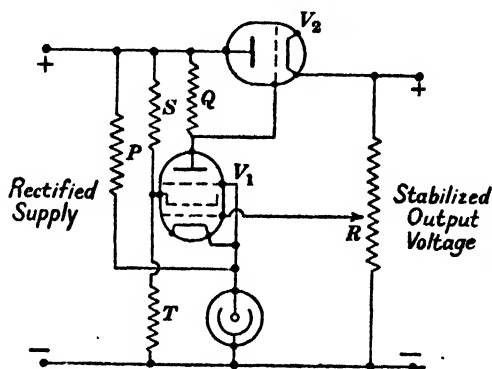 V₂
+
+
S
Q
P
V₁
Rectified
Supply
Stabilized
Output
Voltage
R
T
−
−